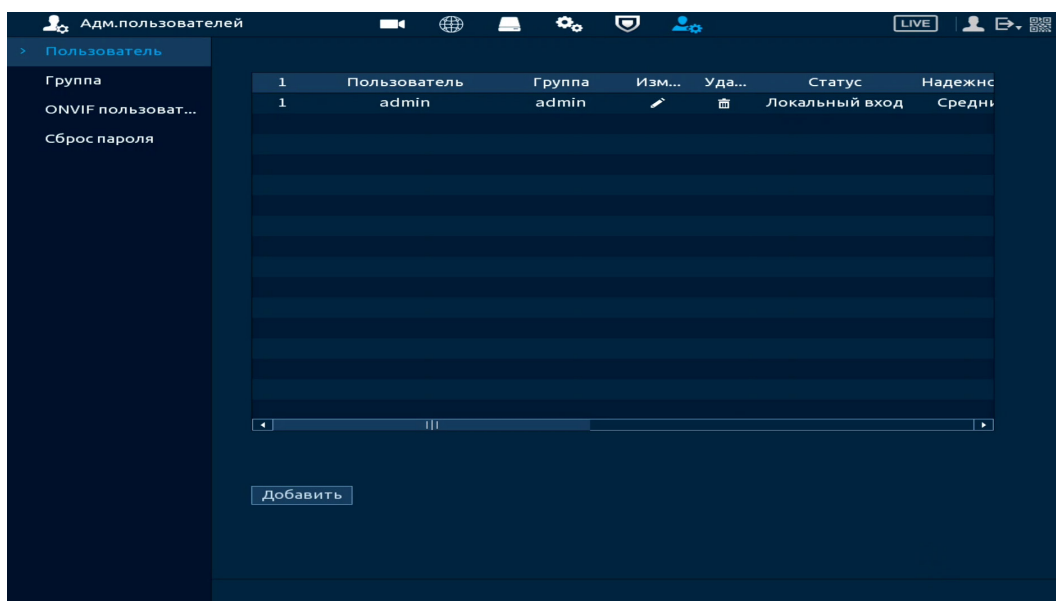 Адм.пользователей
LIVE
> Пользователь
Группа
ONVIF пользоват...
Сброс пароля
1 Пользователь Группа Изм... Уда... Статус Надежнс
1 admin admin Локальный вход Средни
Добавить